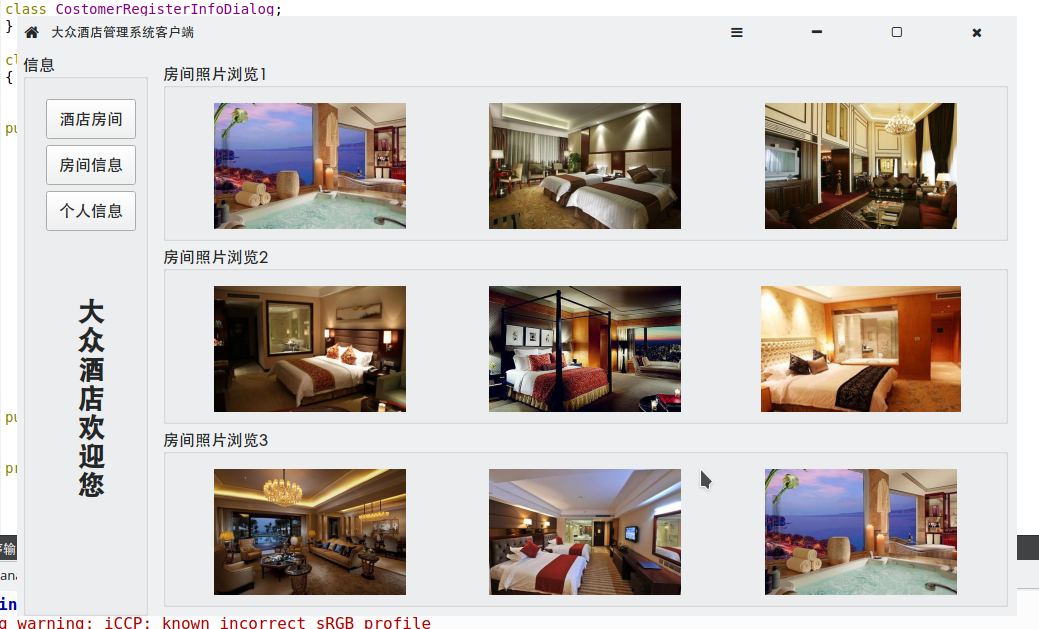 class CostomerRegisterInfoDialog;
}
大众酒店管理系统客户端
cl
信息
{
房间照片浏览1
酒店房间
pu
房间信息
个人信息
房间照片浏览2
大众酒店欢迎您
pu
房间照片浏览3
pr
序输
ana
in
g warning: iCCP: known incorrect sRGB profile